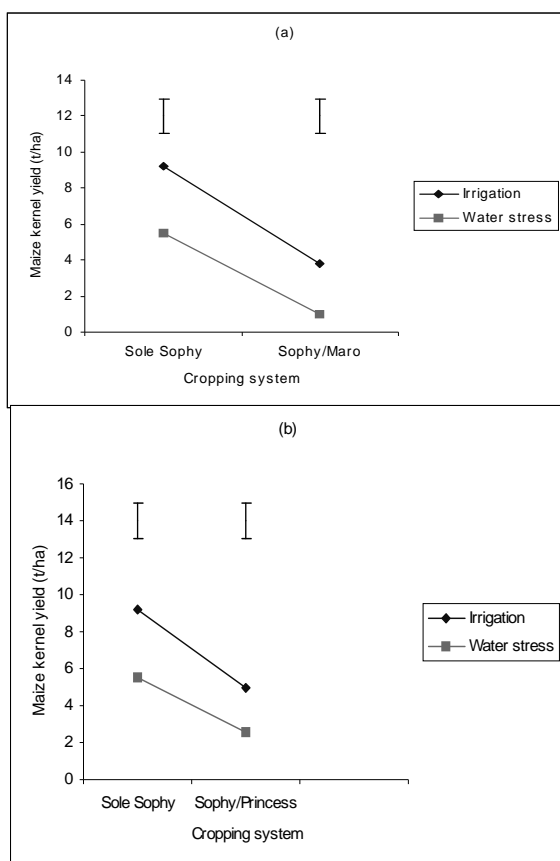 (a)
Maize kernel yield (t/ha)
14
12
10
8
6
4
2
0
Sole Sophy
Sophy/Maro
Cropping system
Irrigation
Water stress
(b)
Maize kernel yield (t/ha)
16
14
12
10
8
6
4
2
0
Sole Sophy
Sophy/Princess
Cropping system
Irrigation
Water stress